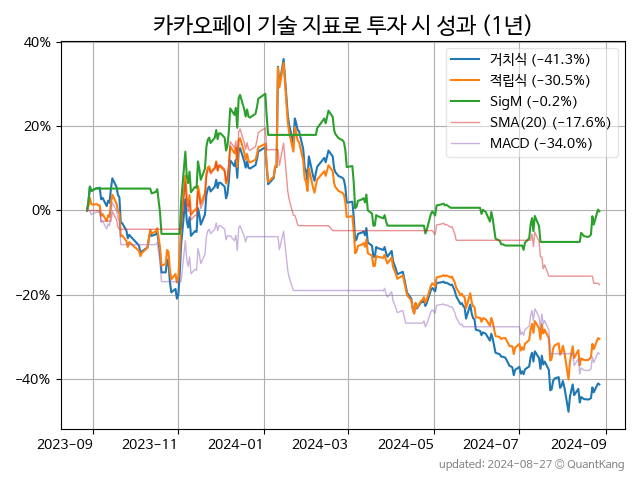 카카오페이 기술 지표로 투자 시 성과 (1년)
40%
20%
0%
−20%
−40%
거치식 (−41.3%)
적립식 (−30.5%)
SigM (−0.2%)
SMA(20) (−17.6%)
MACD (−34.0%)
2023-09
2023-11
2024-01
2024-03
2024-05
2024-07
2024-09
updated: 2024-08-27 © QuantKang